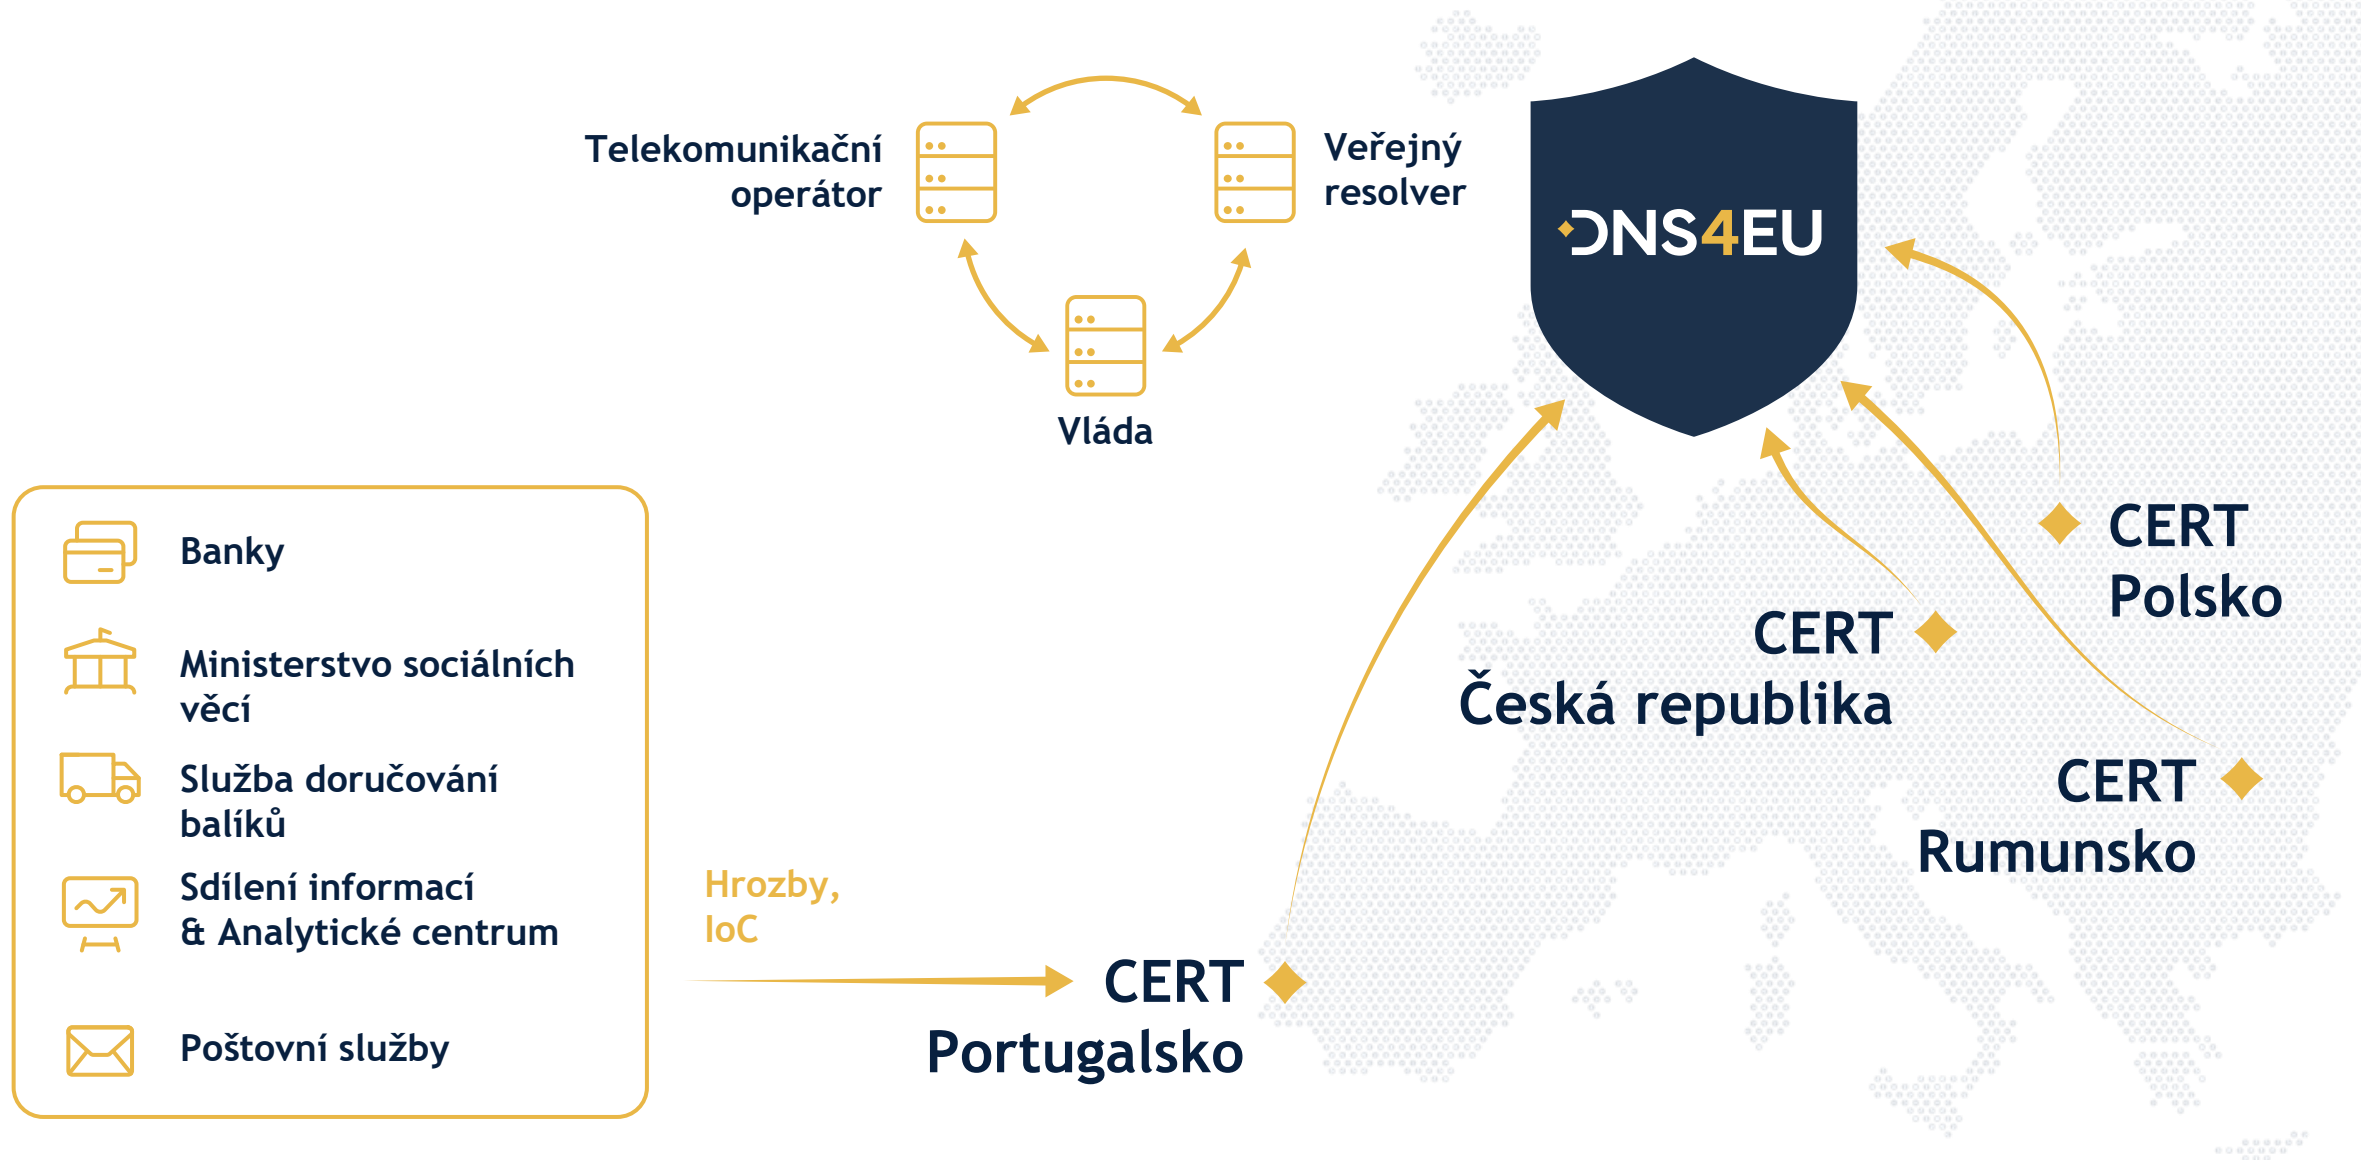 Telekomunikační
operátor
Veřejný
resolver
Vláda
DNS4EU
Banky
Ministerstvo sociálních
věcí
Služba doručování
balíků
Sdílení informací
& Analytické centrum
Poštovní služby
Hrozby,
IoC
CERT
Portugalsko
CERT
Česká republika
CERT
Polsko
CERT
Rumunsko